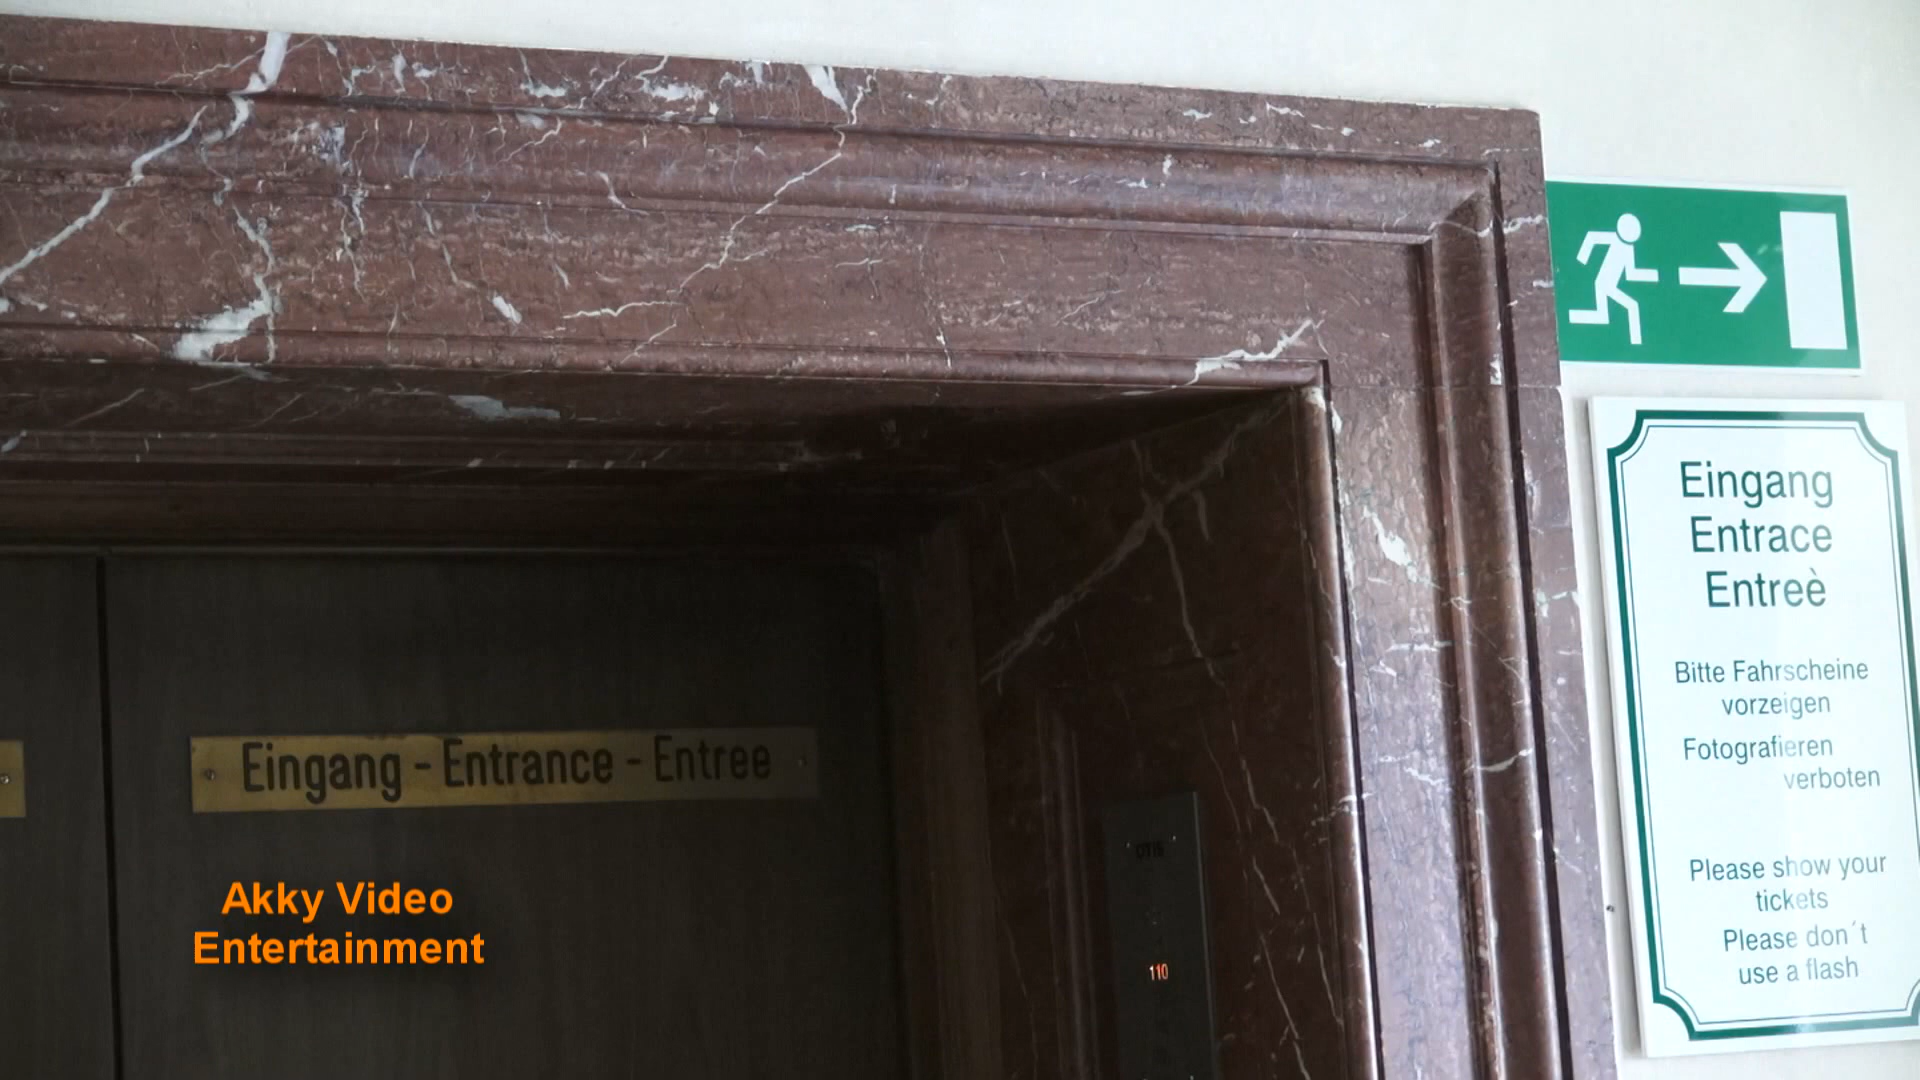 Eingang - Entrance - Entree
Akky Video
Entertainment
OTIS
110
Eingang
Entrace
Entreè
Bitte Fahrscheine
vorzeigen
Fotografieren
verboten
Please show your
tickets
Please don´t
use a flash